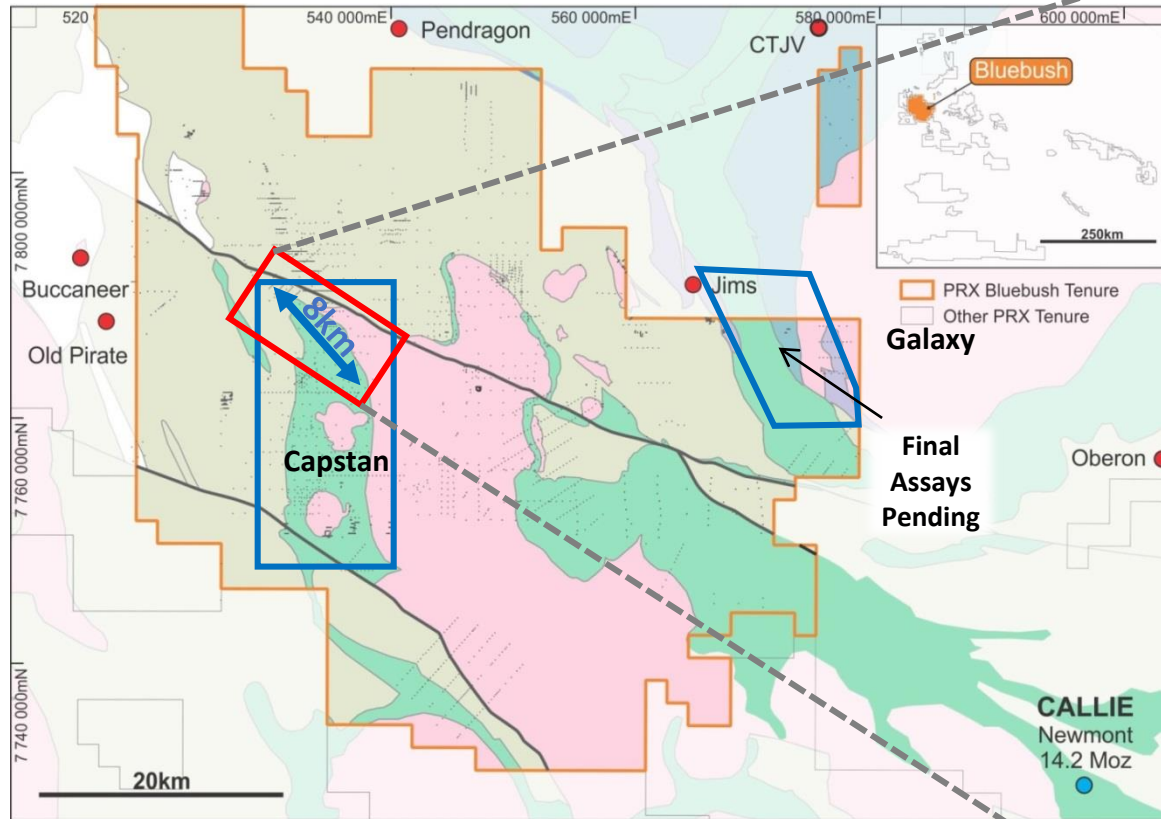 520
540 000mE
560 000mE
580 000mE
600 000mE
Pendragon
CTJV
Bluebush
250km
PRX Bluebush Tenure
Other PRX Tenure
7 800 000mN
Buccaneer
Old Pirate
8km
Jims
Galaxy
Capstan
Final
Assays
Pending
Oberon
7 760 000mN
7 740 000mN
CALLIE
Newmont
14.2 Moz
20km